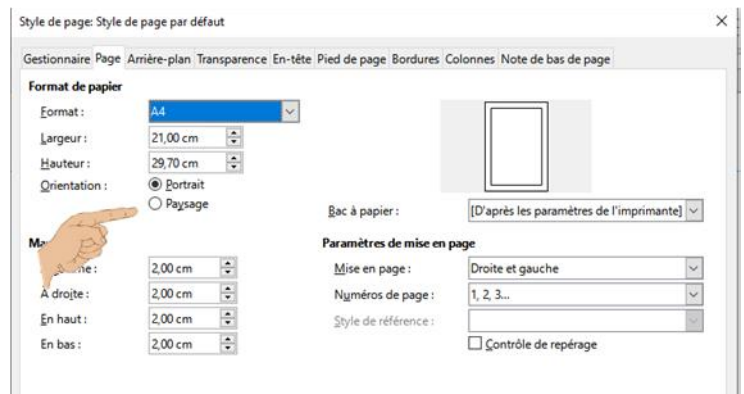 Style de page: Style de page par défaut
Gestionnaire Page Arrière-plan Transparence En-tête Pied de page Bordures Colonnes Note de bas de page
Format de papier
Format : A4
Largeur : 21,00 cm
Hauteur : 29,70 cm
Orientation : Portrait
Paysage
Bac à papier : [D'après les paramètres de l'imprimante]
Paramètres de mise en page
2,00 cm Mise en page : Droite et gauche
À droite : 2,00 cm Numéros de page : 1, 2, 3...
En haut : 2,00 cm Style de référence :
En bas : 2,00 cm Contrôle de repérage